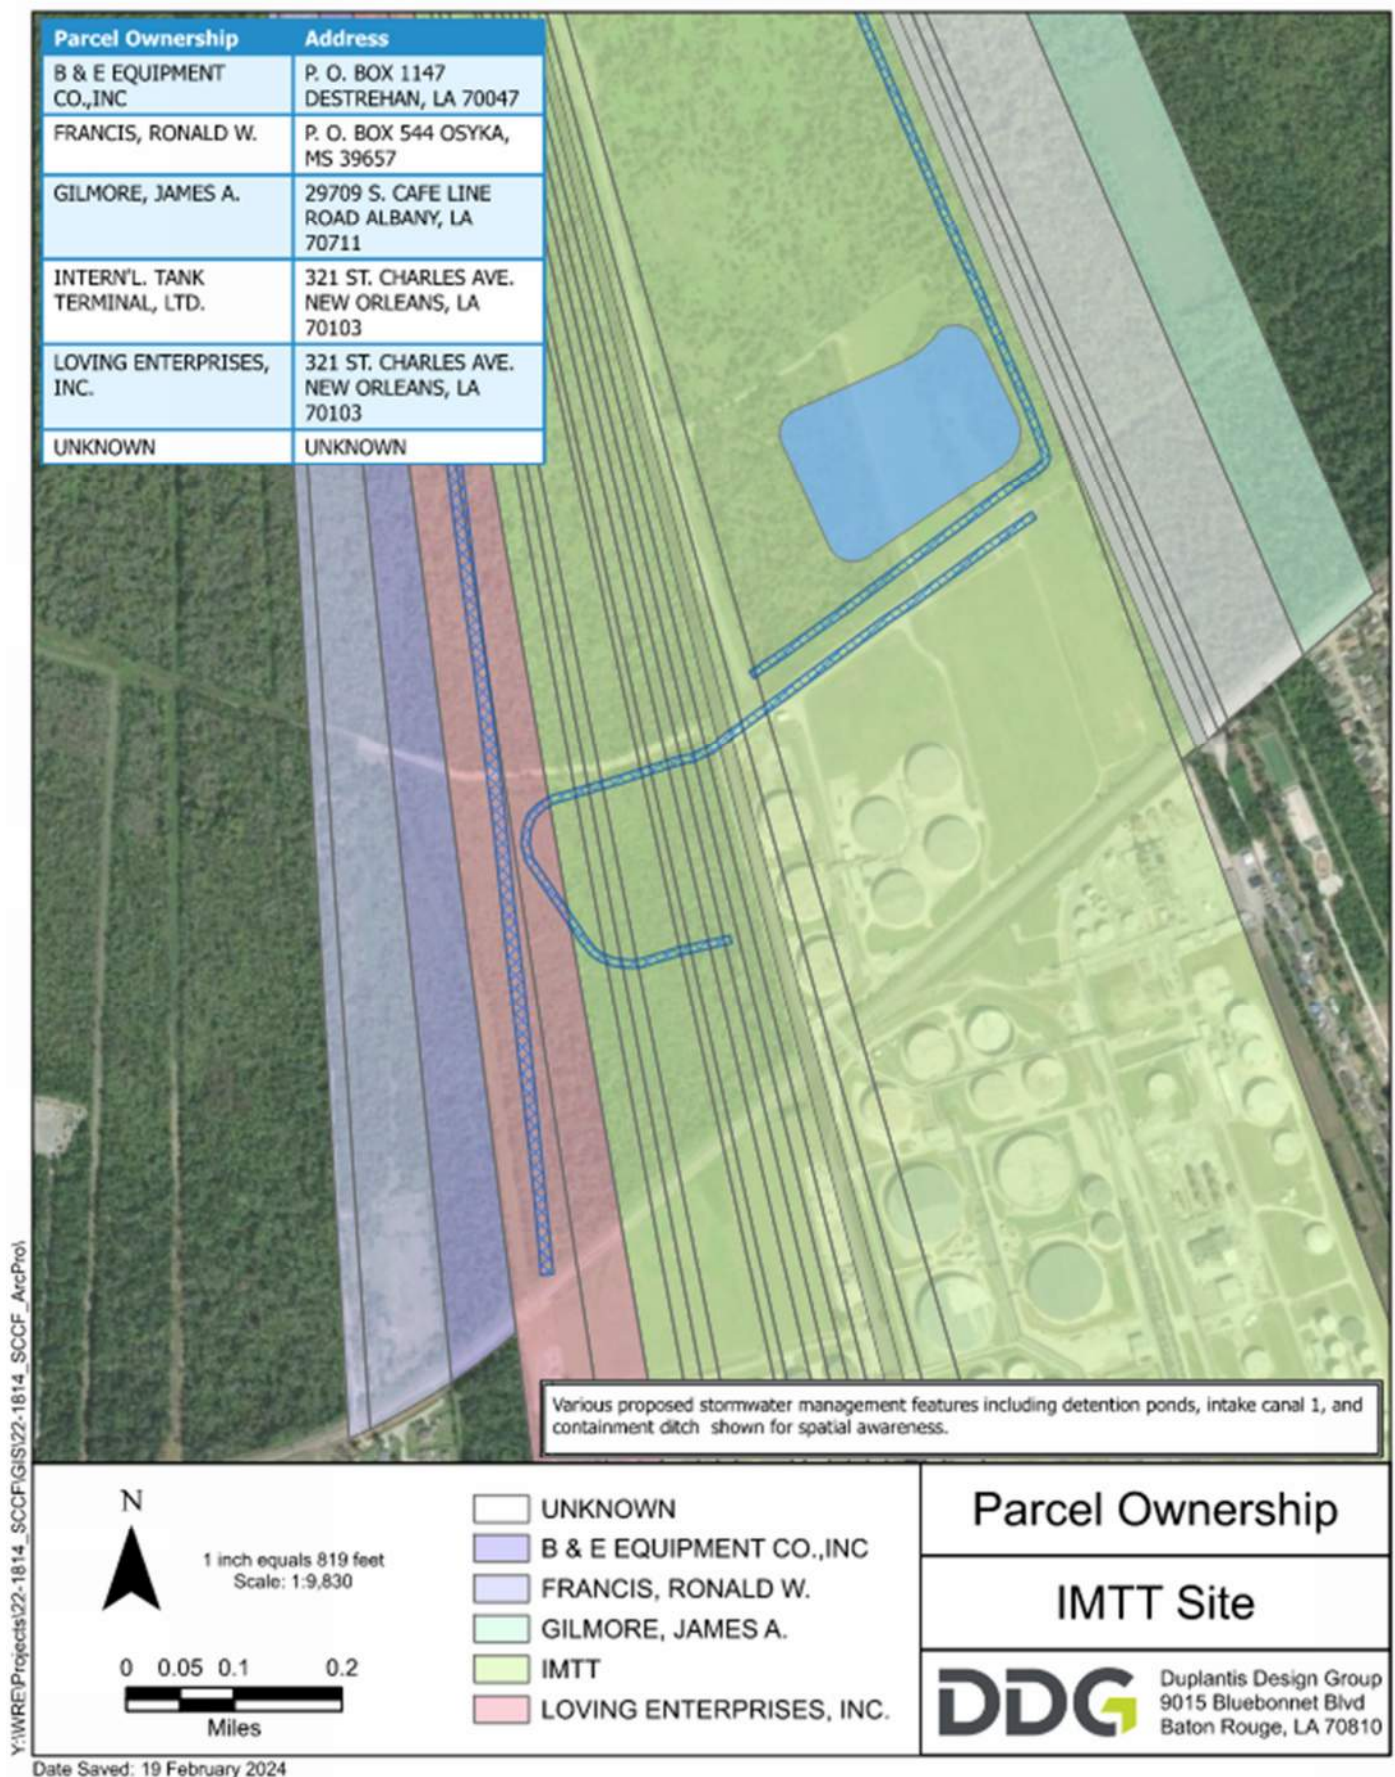 Parcel Ownership Address
B & E EQUIPMENT CO.,INC
P. O. BOX 1147
DESTREHAN, LA 70047
FRANCIS, RONALD W.
P. O. BOX 544 OSYKA,
MS 39657
GILMORE, JAMES A.
29709 S. CAFE LINE
ROAD ALBANY, LA
70711
INTERN'L. TANK
TERMINAL, LTD.
321 ST. CHARLES AVE.
NEW ORLEANS, LA
70103
LOVING ENTERPRISES,
INC.
321 ST. CHARLES AVE.
NEW ORLEANS, LA
70103
UNKNOWN UNKNOWN
Various proposed stormwater management features including detention ponds, intake canal 1, and
containment ditch shown for spatial awareness.
Y:\WRE\Projects\22-1814_SCCF\GIS\22-1814_SCCF_ArcPro\
N
1 inch equals 819 feet
Scale: 1:9,830
0 0.05 0.1 0.2
Miles
UNKNOWN
B & E EQUIPMENT CO.,INC
FRANCIS, RONALD W.
GILMORE, JAMES A.
IMTT
LOVING ENTERPRISES, INC.
Parcel Ownership
IMTT Site
DDG
Duplantis Design Group
9015 Bluebonnet Blvd
Baton Rouge, LA 70810
Date Saved: 19 February 2024